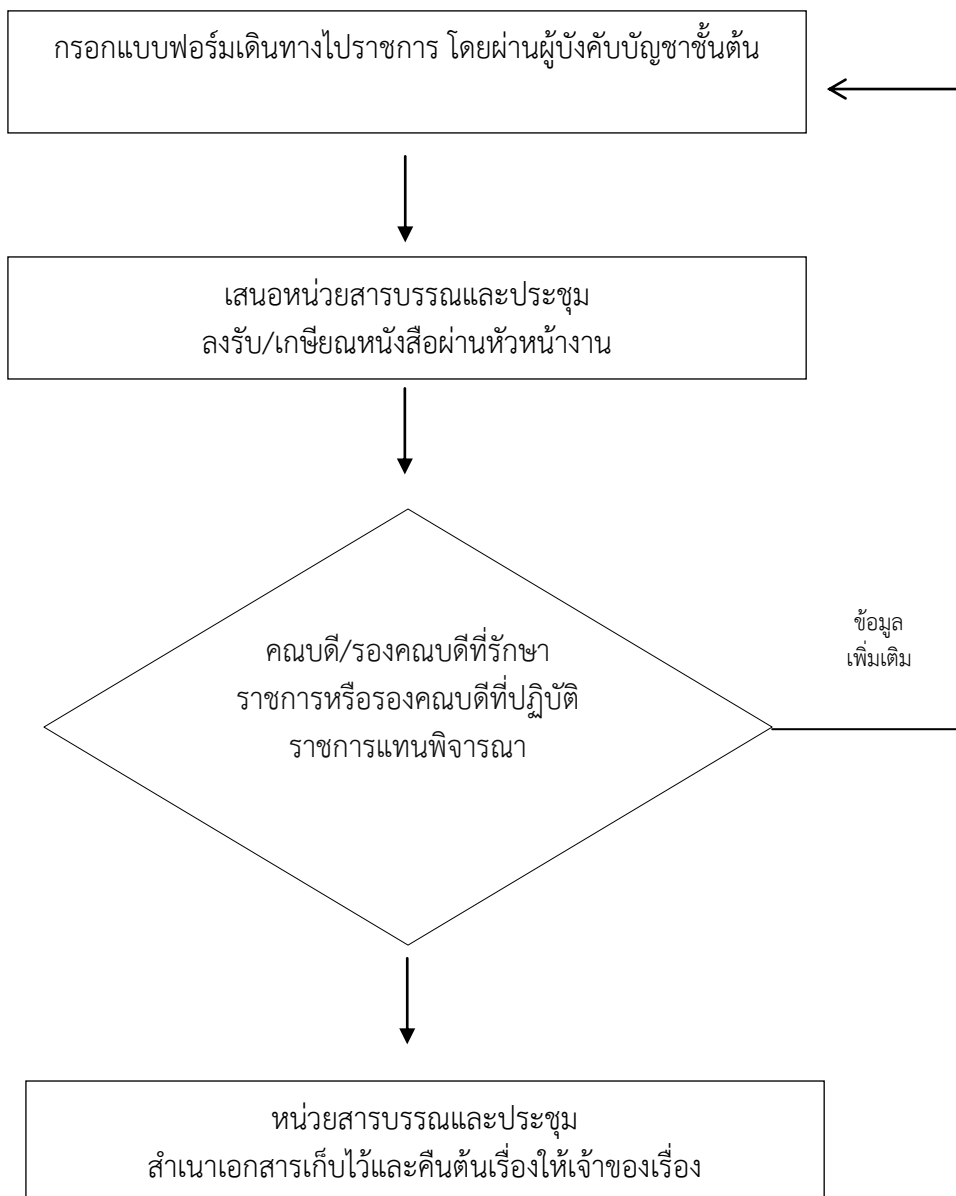 กรอกแบบฟอร์มเดินทางไปราชการ โดยผ่านผู้บังคับบัญชาชั้นต้น
เสนอหน่วยสารบรรณและประชุม
ลงรับ/เกษียณหนังสือผ่านหัวหน้างาน
คณบดี/รองคณบดีที่รักษา
ราชการหรือรองคณบดีที่ปฏิบัติ
ราชการแทนพิจารณา
ข้อมูล
เพิ่มเติม
หน่วยสารบรรณและประชุม
สำเนาเอกสารเก็บไว้และคืนต้นเรื่องให้เจ้าของเรื่อง